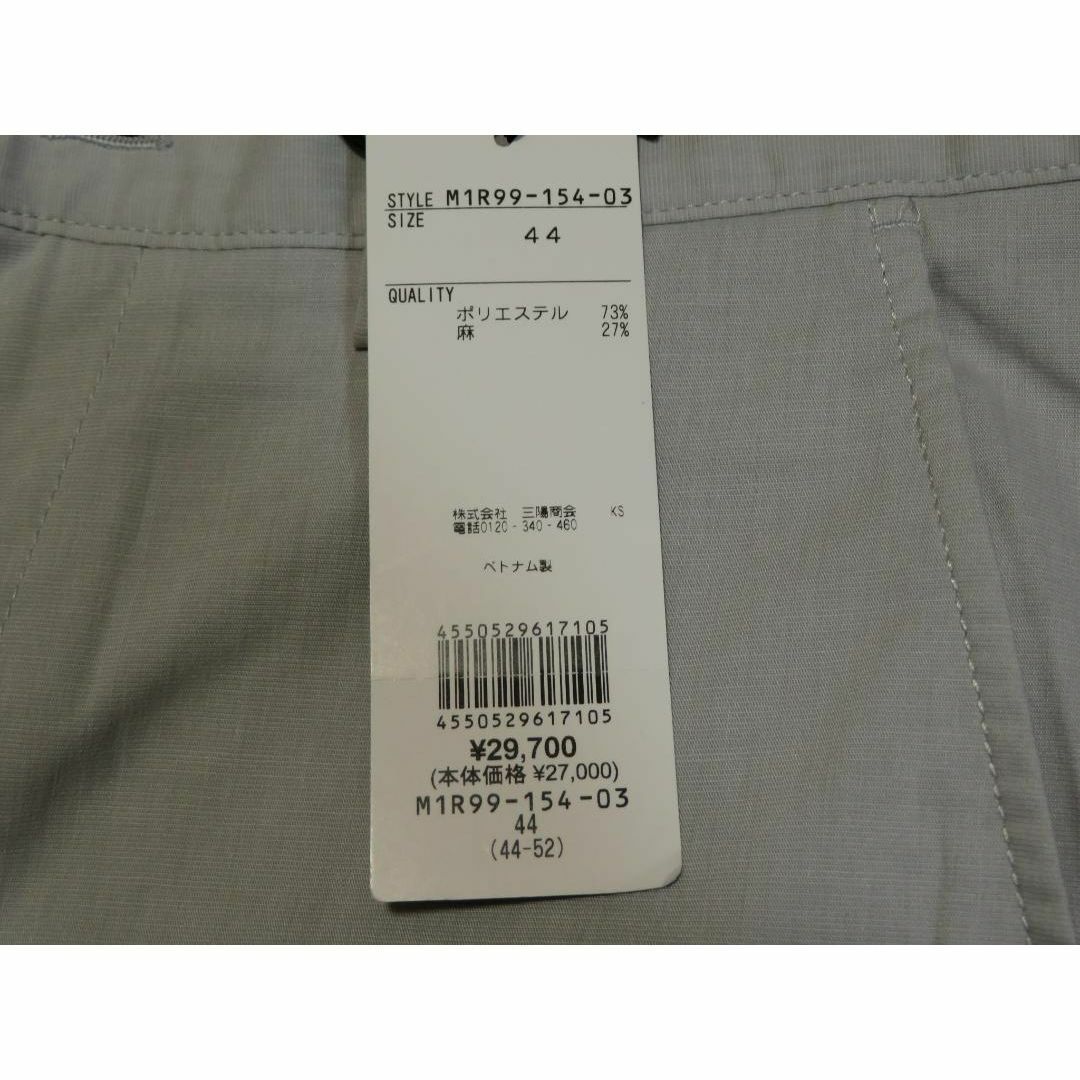 STYLE M1R99-154-03
SIZE
44
QUALITY
ポリエステル 73%
麻 27%
株式会社 三陽商会 KS
電話0120-340-460
ベトナム製
4550529617105
4550529617105
¥29,700
(本体価格 ¥27,000)
M1R99-154-03
44
(44-52)